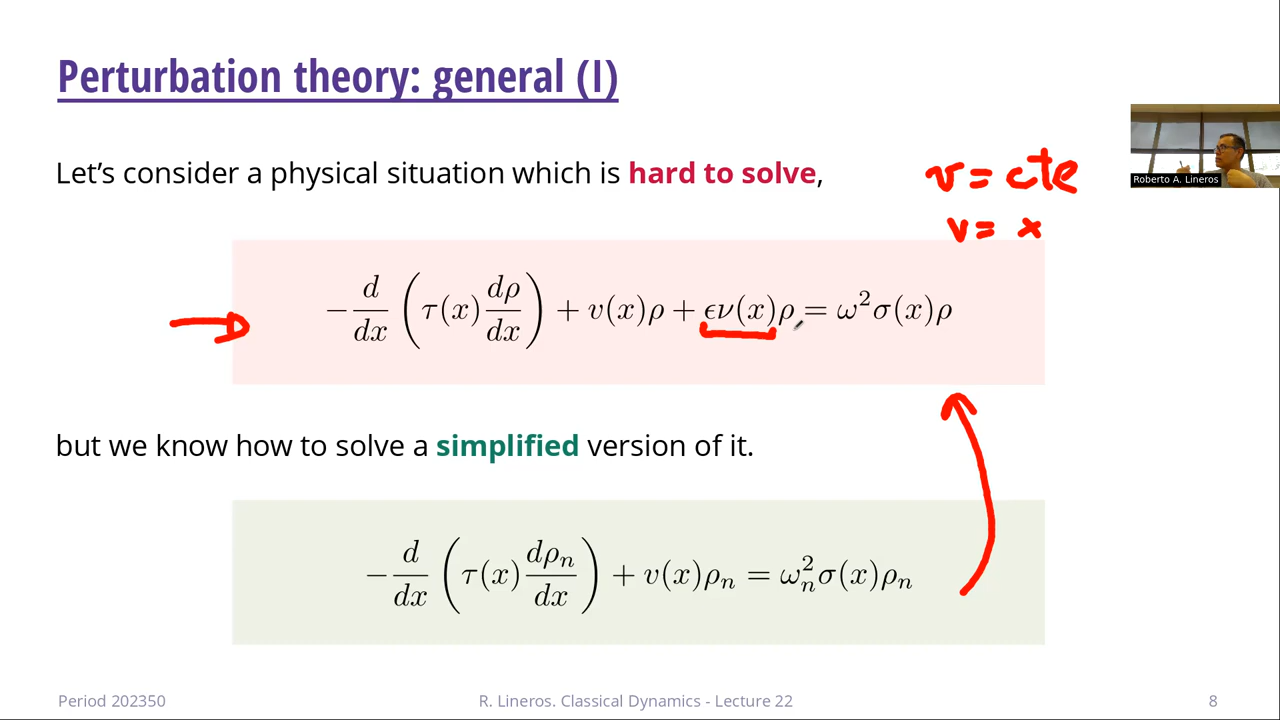 Perturbation theory: general (I)
Let's consider a physical situation which is hard to solve,
v = cte
v = x
Roberto A. Lineros
−d/dx (τ(x) dρ/dx) + v(x)ρ + ϵν(x)ρ = ω²σ(x)ρ
but we know how to solve a simplified version of it.
−d/dx (τ(x) dρₙ/dx) + v(x)ρₙ = ωₙ²σ(x)ρₙ
Period 202350
R. Lineros. Classical Dynamics - Lecture 22
8